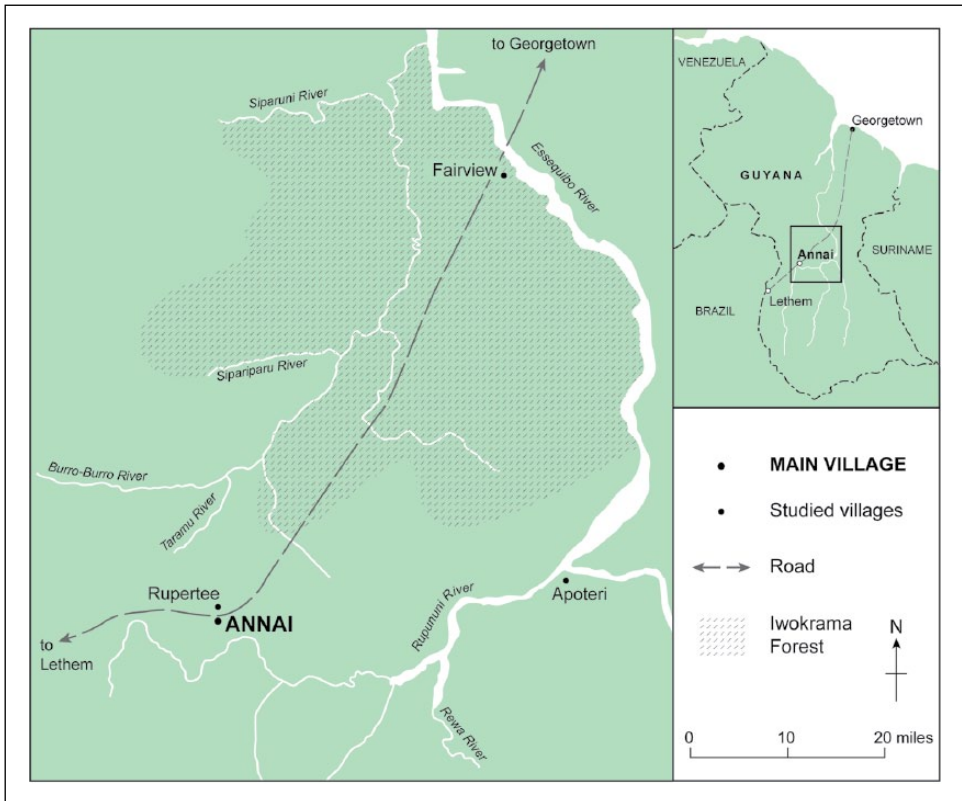 to Georgetown
Siparuni River
Essequibo River
Fairview
Sipariparu River
Burro-Burro River
Taramu River
Rupertee
ANNAI
to
Lethem
Rupununi River
Apoteri
Rewa River
VENEZUELA
Georgetown
GUYANA
Annai
SURINAME
Lethem
BRAZIL
MAIN VILLAGE
Studied villages
Road
Iwokrama
Forest
N
0 10 20 miles